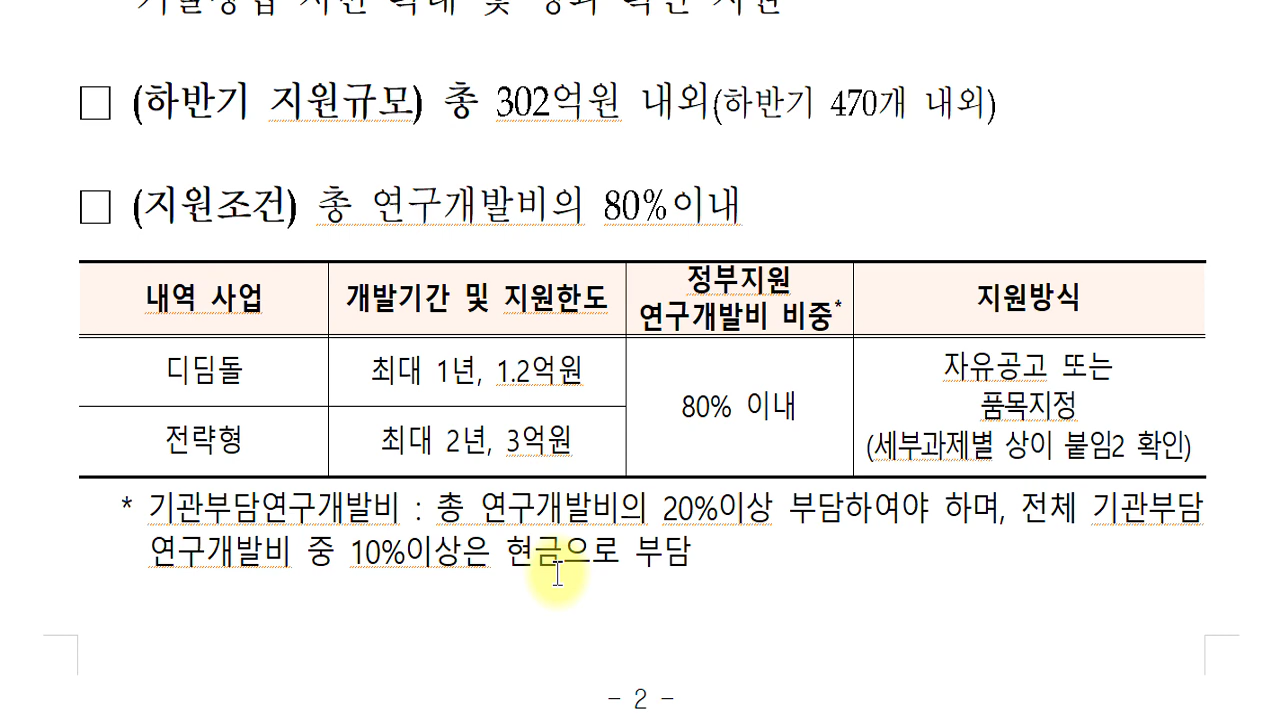 □ (하반기 지원규모) 총 302억원 내외(하반기 470개 내외)
□ (지원조건) 총 연구개발비의 80%이내
내역 사업 개발기간 및 지원한도 정부지원 연구개발비 비중* 지원방식
디딤돌 최대 1년, 1.2억원 80% 이내 자유공고 또는
품목지정
(세부과제별 상이 붙임2 확인)
전략형 최대 2년, 3억원
* 기관부담연구개발비 : 총 연구개발비의 20%이상 부담하여야 하며, 전체 기관부담
연구개발비 중 10%이상은 현금으로 부담
- 2 -